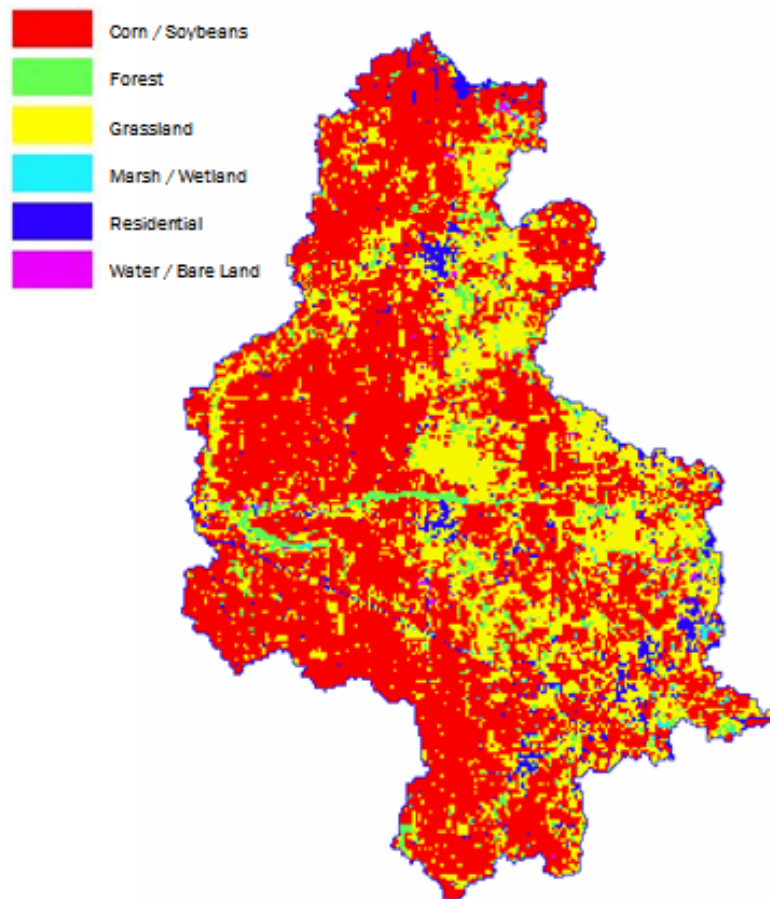 Corn / Soybeans
Forest
Grassland
Marsh / Wetland
Residential
Water / Bare Land